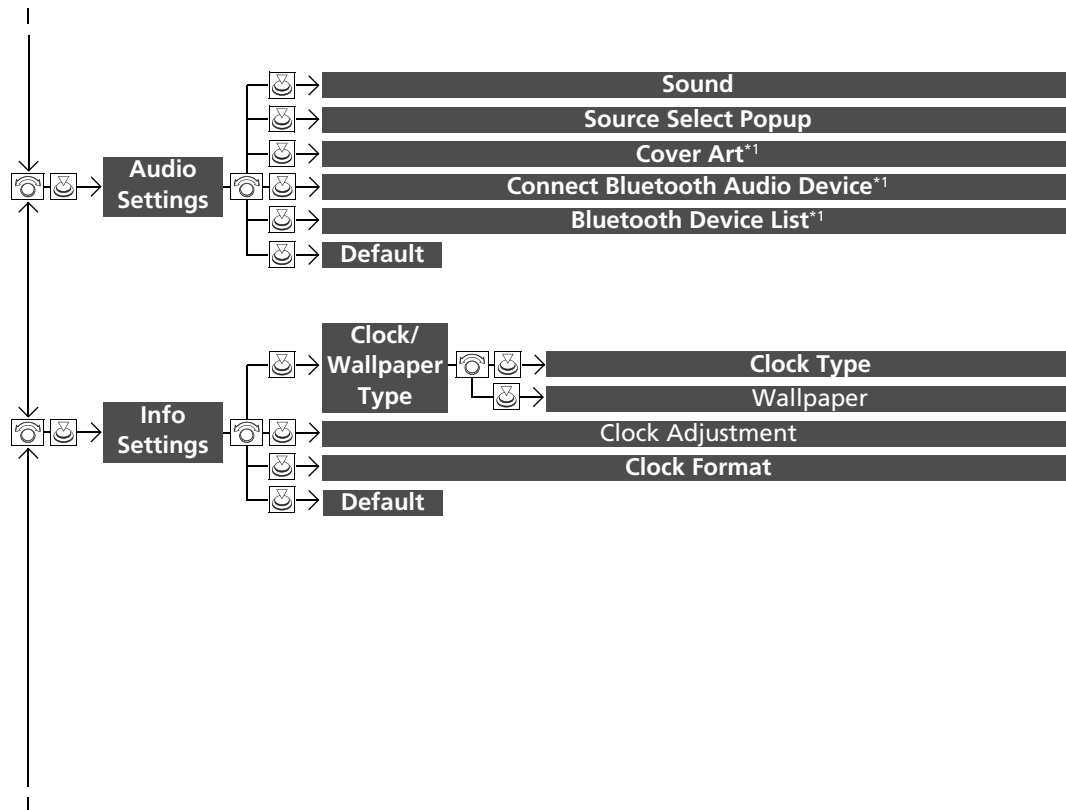 Sound
Source Select Popup
Cover Art*1
Audio
Settings
Connect Bluetooth Audio Device*1
Bluetooth Device List*1
Default
Clock/
Wallpaper
Type
Clock Type
Wallpaper
Info
Settings
Clock Adjustment
Clock Format
Default